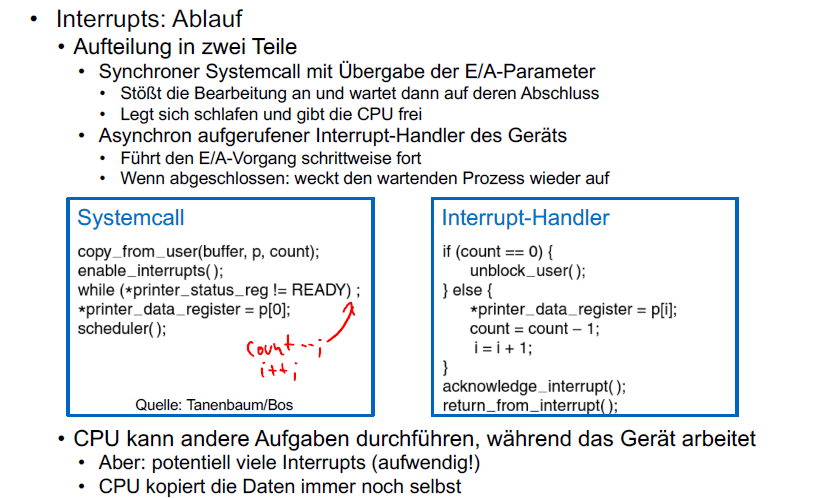 • Interrupts: Ablauf
• Aufteilung in zwei Teile
• Synchroner Systemcall mit Übergabe der E/A-Parameter
• Stößt die Bearbeitung an und wartet dann auf deren Abschluss
• Legt sich schlafen und gibt die CPU frei
• Asynchron aufgerufener Interrupt-Handler des Geräts
• Führt den E/A-Vorgang schrittweise fort
• Wenn abgeschlossen: weckt den wartenden Prozess wieder auf
Systemcall
copy_from_user(buffer, p, count);
enable_interrupts();
while (*printer_status_reg != READY) ;
*printer_data_register = p[0];
scheduler();
count--;
i++;
Quelle: Tanenbaum/Bos
Interrupt-Handler
if (count == 0) {
unblock_user();
} else {
*printer_data_register = p[i];
count = count – 1;
i = i + 1;
}
acknowledge_interrupt();
return_from_interrupt();
• CPU kann andere Aufgaben durchführen, während das Gerät arbeitet
• Aber: potentiell viele Interrupts (aufwendig!)
• CPU kopiert die Daten immer noch selbst